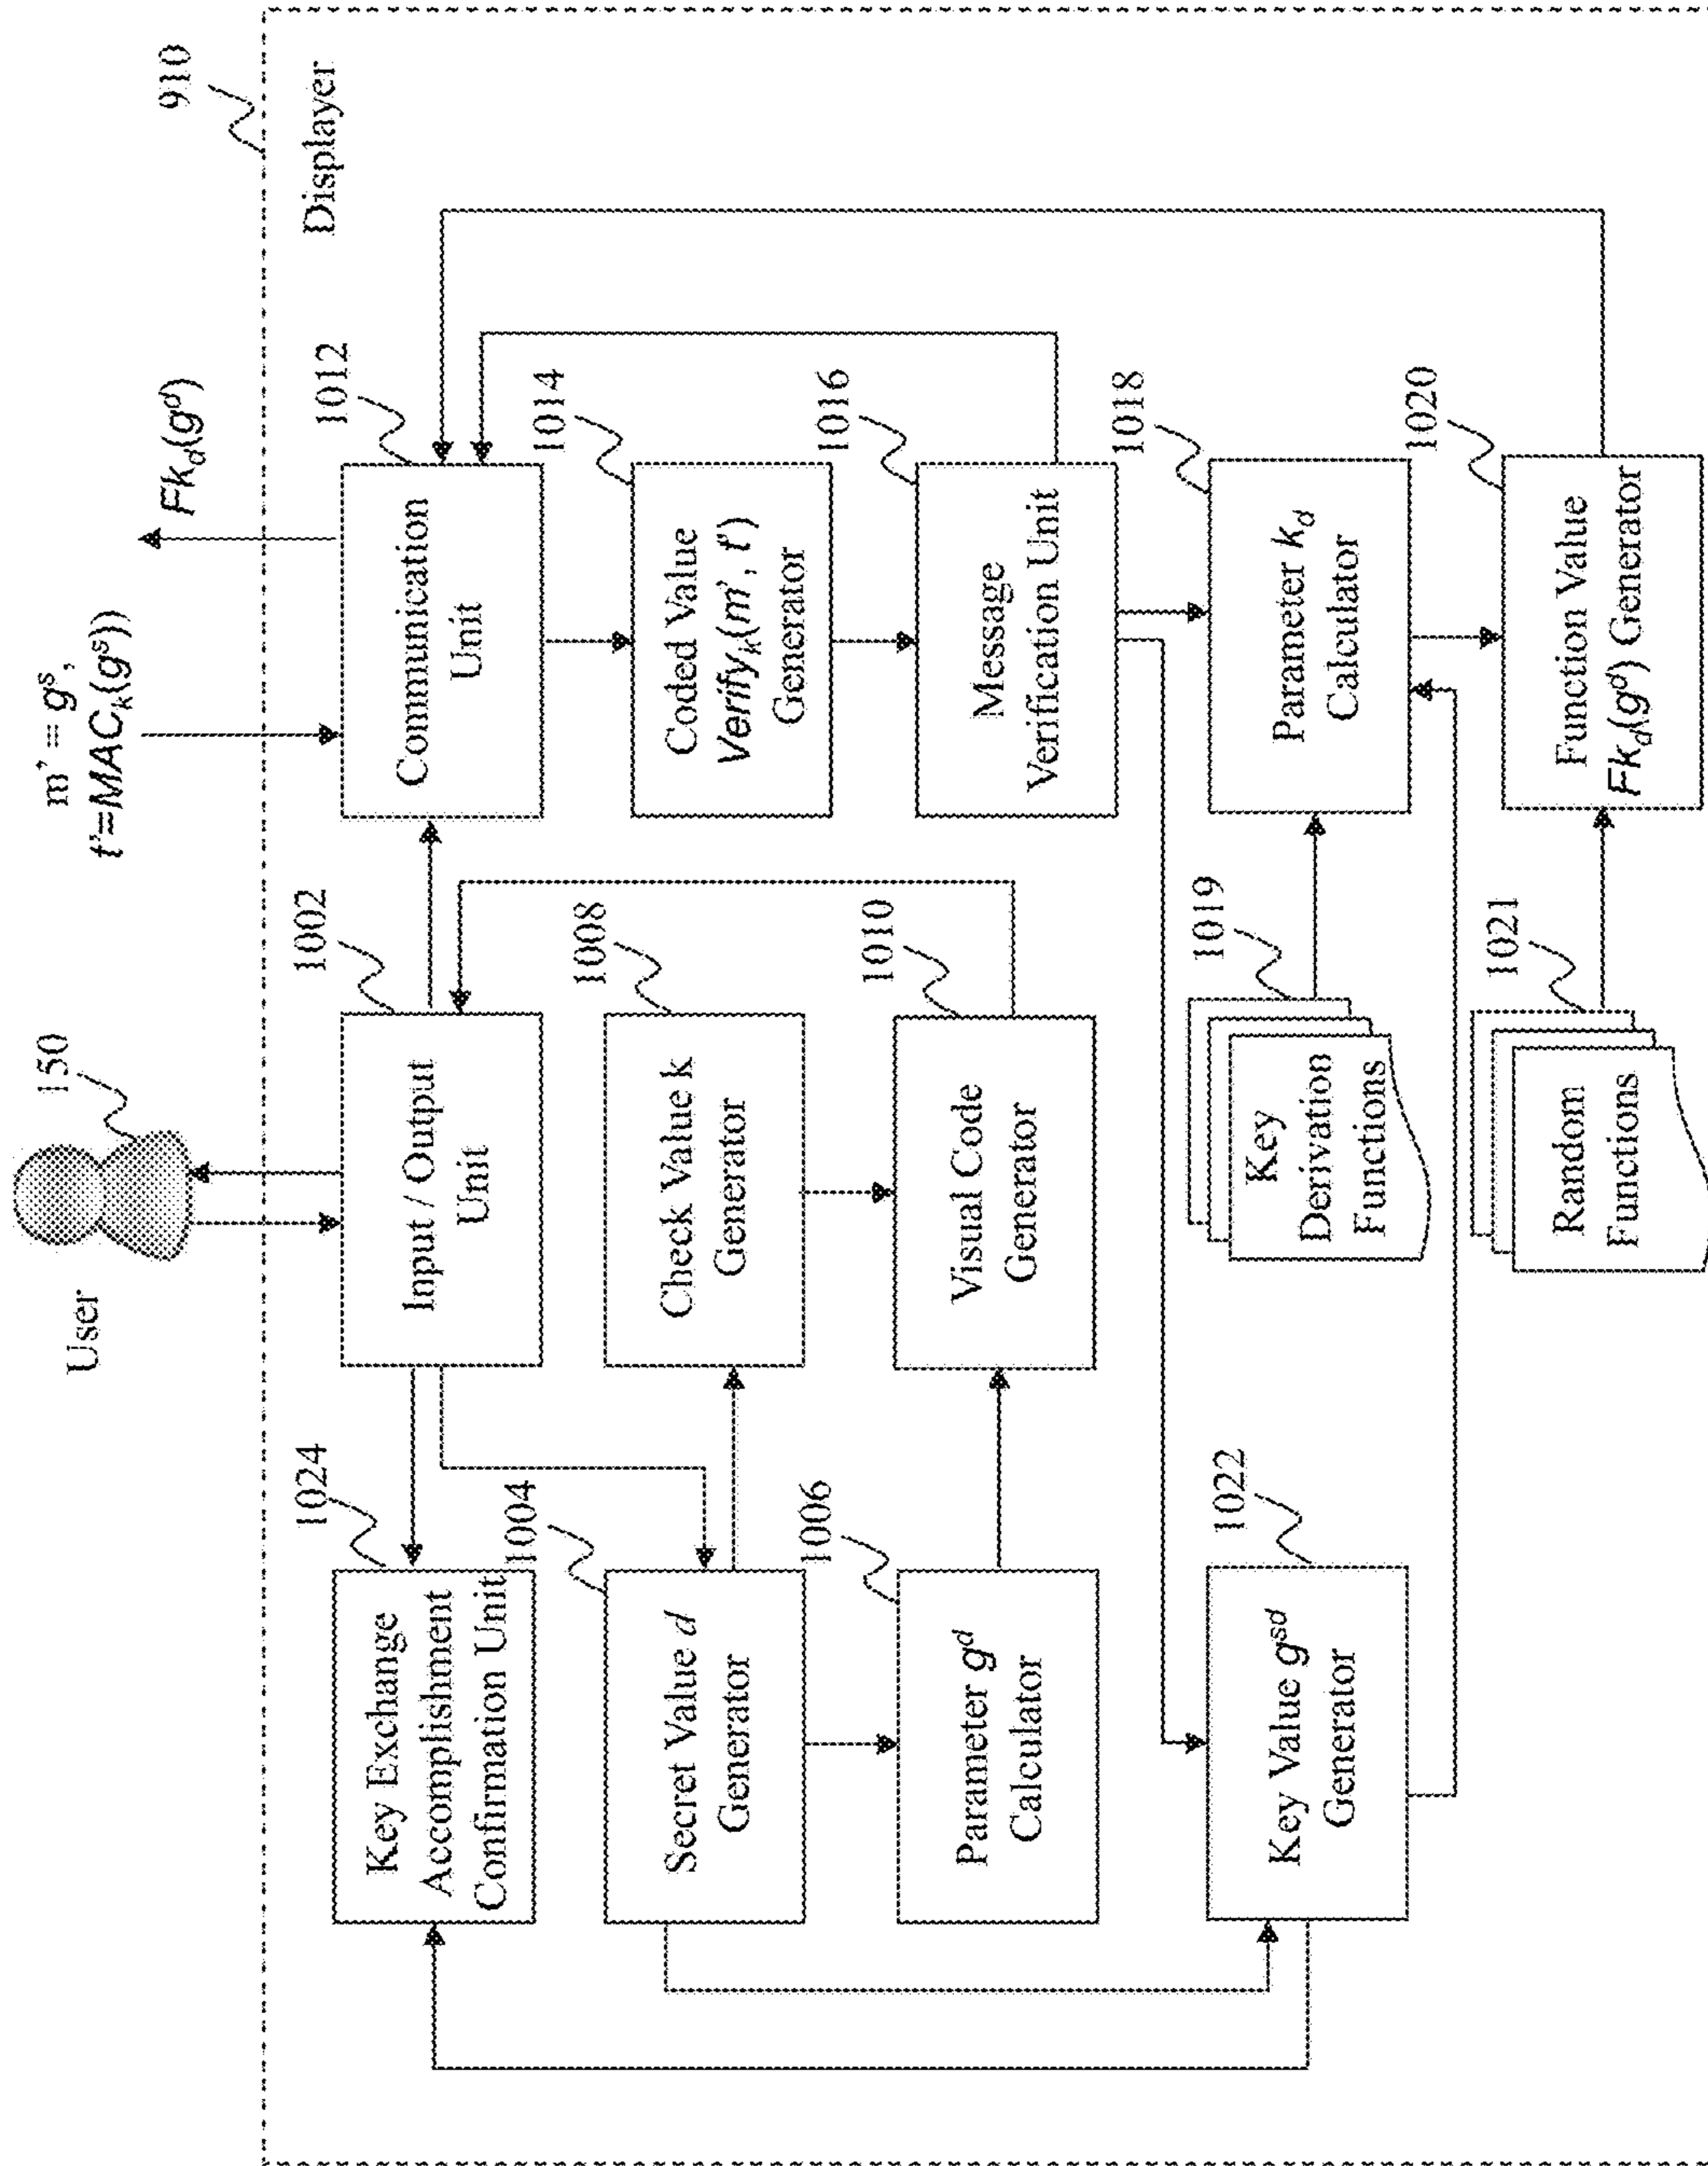 User
150
m' = g^s,
t'=MAC_k(g^s))
Fk_d(g^d)
910
Displayer
1024
Key Exchange
Accomplishment
Confirmation Unit
1002
Input / Output
Unit
1012
Communication
Unit
1004
Secret Value d
Generator
1008
Check Value k
Generator
1014
Coded Value
Verify_k(m', t')
Generator
1006
Parameter g^d
Calculator
1010
Visual Code
Generator
1016
Message
Verification Unit
1022
Key Value g^sd
Generator
1019
Key
Derivation
Functions
1018
Parameter k_d
Calculator
1021
Random
Functions
1020
Function Value
Fk_d(g^d) Generator